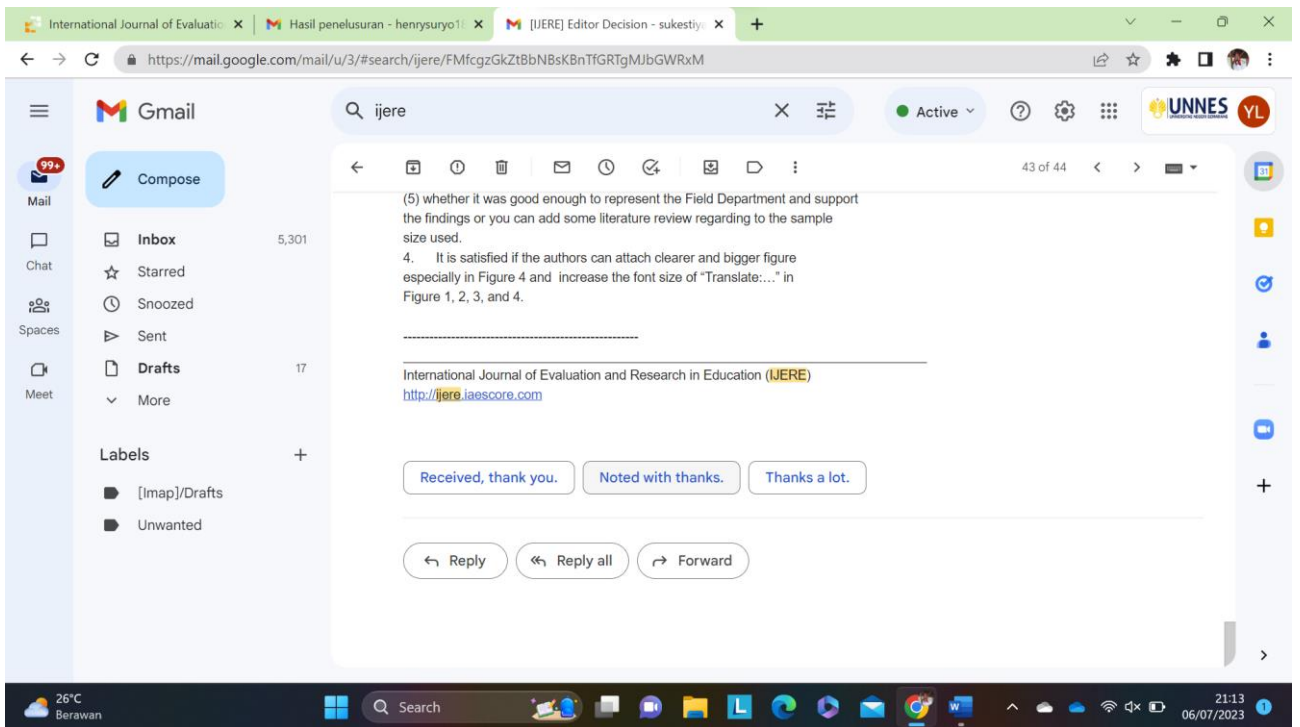 International Journal of Evaluatio
Hasil penelusuran - henrysuryo1
[IJERE] Editor Decision - sukestiy
https://mail.google.com/mail/u/3/#search/ijere/FMfcgzGkZtBbNBsKBnTfGRTgMJbGWRxM
Gmail
ijere
Active
UNNES
YL
99+
Mail
Chat
Spaces
Meet
Compose
Inbox 5,301
Starred
Snoozed
Sent
Drafts 17
More
Labels
[Imap]/Drafts
Unwanted
43 of 44
31
(5) whether it was good enough to represent the Field Department and support
the findings or you can add some literature review regarding to the sample
size used.
4. It is satisfied if the authors can attach clearer and bigger figure
especially in Figure 4 and increase the font size of “Translate:…” in
Figure 1, 2, 3, and 4.
------------------------------------------------------
International Journal of Evaluation and Research in Education (IJERE)
http://ijere.iaescore.com
Received, thank you.
Noted with thanks.
Thanks a lot.
Reply
Reply all
Forward
26°C
Berawan
Search
L
W
21:13
06/07/2023
1